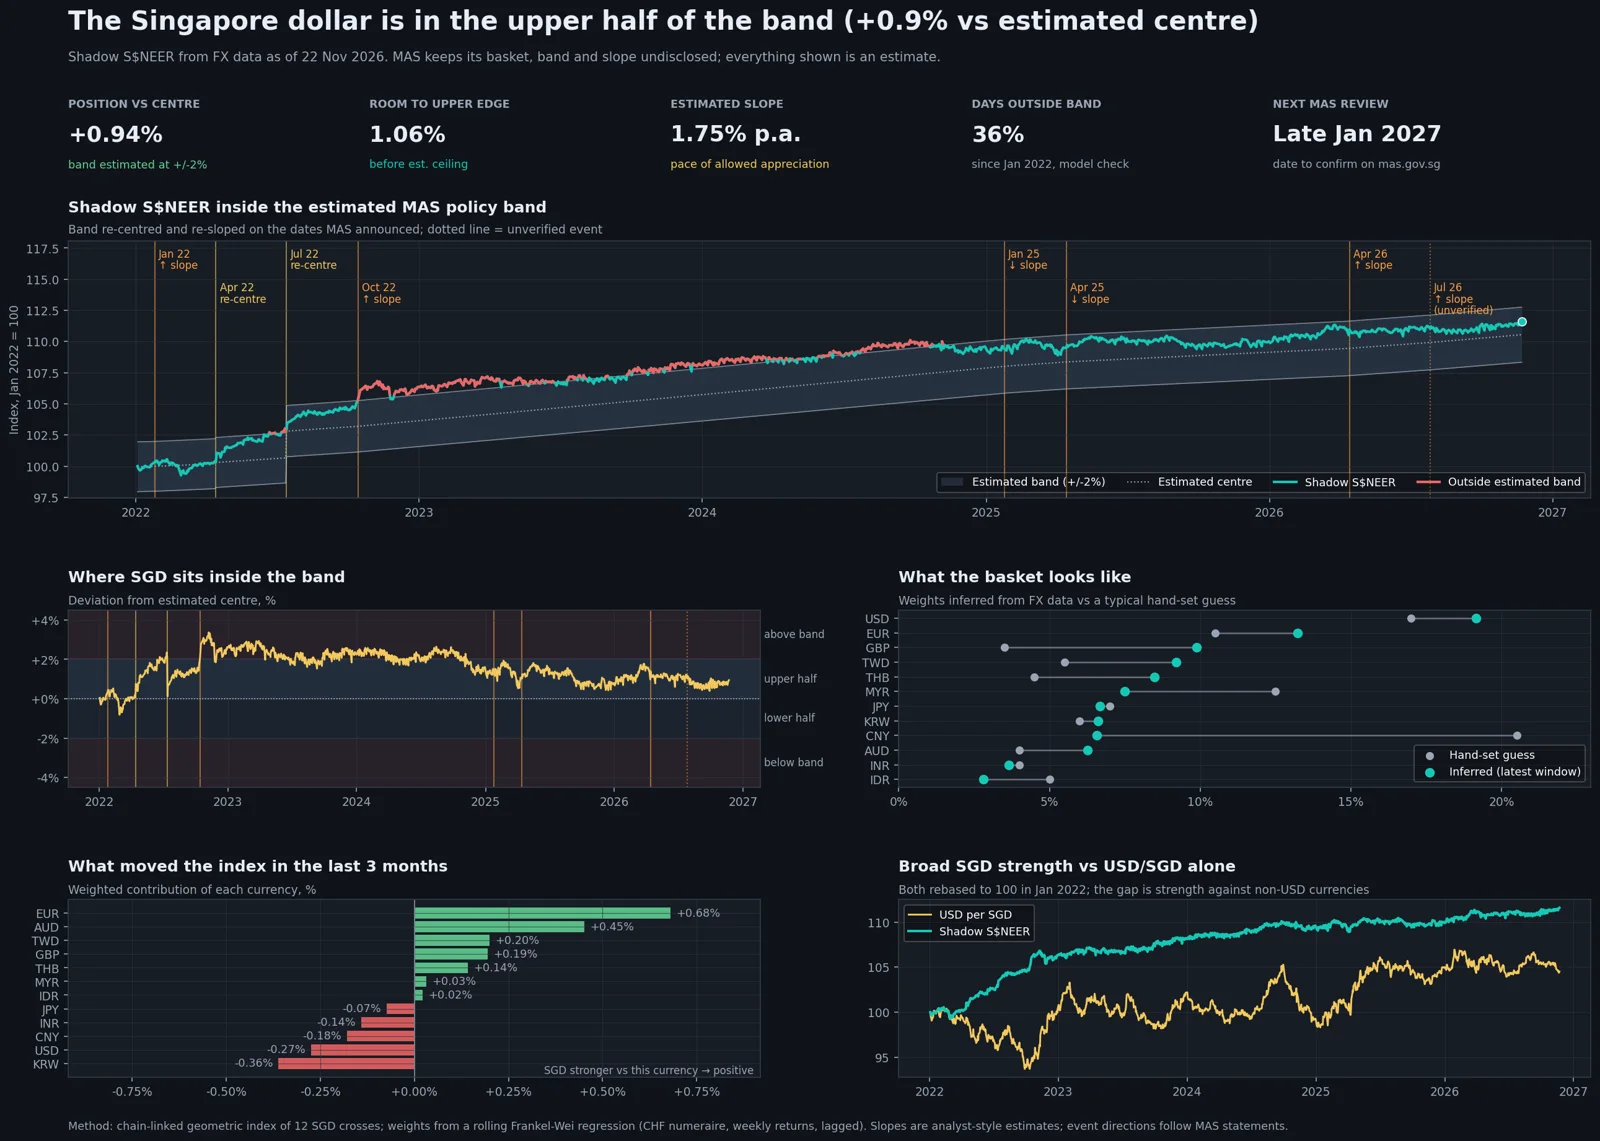 The Singapore dollar is in the upper half of the band (+0.9% vs estimated centre)
Shadow S$NEER from FX data as of 22 Nov 2026. MAS keeps its basket, band and slope undisclosed; everything shown is an estimate.
POSITION VS CENTRE
+0.94%
band estimated at +/-2%
ROOM TO UPPER EDGE
1.06%
before est. ceiling
ESTIMATED SLOPE
1.75% p.a.
pace of allowed appreciation
DAYS OUTSIDE BAND
36%
since Jan 2022, model check
NEXT MAS REVIEW
Late Jan 2027
date to confirm on mas.gov.sg
Shadow S$NEER inside the estimated MAS policy band
Band re-centred and re-sloped on the dates MAS announced; dotted line = unverified event
Index, Jan 2022 = 100
117.5
115.0
112.5
110.0
107.5
105.0
102.5
100.0
97.5
Jan 22
↑ slope
Apr 22
re-centre
Jul 22
re-centre
Oct 22
↑ slope
Jan 25
↓ slope
Apr 25
↓ slope
Apr 26
↑ slope
Jul 26
↑ slope
(unverified)
Estimated band (+/-2%)
Estimated centre
Shadow S$NEER
Outside estimated band
2022
2023
2024
2025
2026
2027
Where SGD sits inside the band
Deviation from estimated centre, %
+4%
+2%
+0%
-2%
-4%
above band
upper half
lower half
below band
2022
2023
2024
2025
2026
2027
What the basket looks like
Weights inferred from FX data vs a typical hand-set guess
USD
EUR
GBP
TWD
THB
MYR
JPY
KRW
CNY
AUD
INR
IDR
Hand-set guess
Inferred (latest window)
0%
5%
10%
15%
20%
What moved the index in the last 3 months
Weighted contribution of each currency, %
EUR
+0.68%
AUD
+0.45%
TWD
+0.20%
GBP
+0.19%
THB
+0.14%
MYR
+0.03%
IDR
+0.02%
JPY
-0.07%
INR
-0.14%
CNY
-0.18%
USD
-0.27%
KRW
-0.36%
SGD stronger vs this currency → positive
-0.75%
-0.50%
-0.25%
+0.00%
+0.25%
+0.50%
+0.75%
Broad SGD strength vs USD/SGD alone
Both rebased to 100 in Jan 2022; the gap is strength against non-USD currencies
USD per SGD
Shadow S$NEER
110
105
100
95
2022
2023
2024
2025
2026
2027
Method: chain-linked geometric index of 12 SGD crosses; weights from a rolling Frankel-Wei regression (CHF numeraire, weekly returns, lagged). Slopes are analyst-style estimates; event directions follow MAS statements.